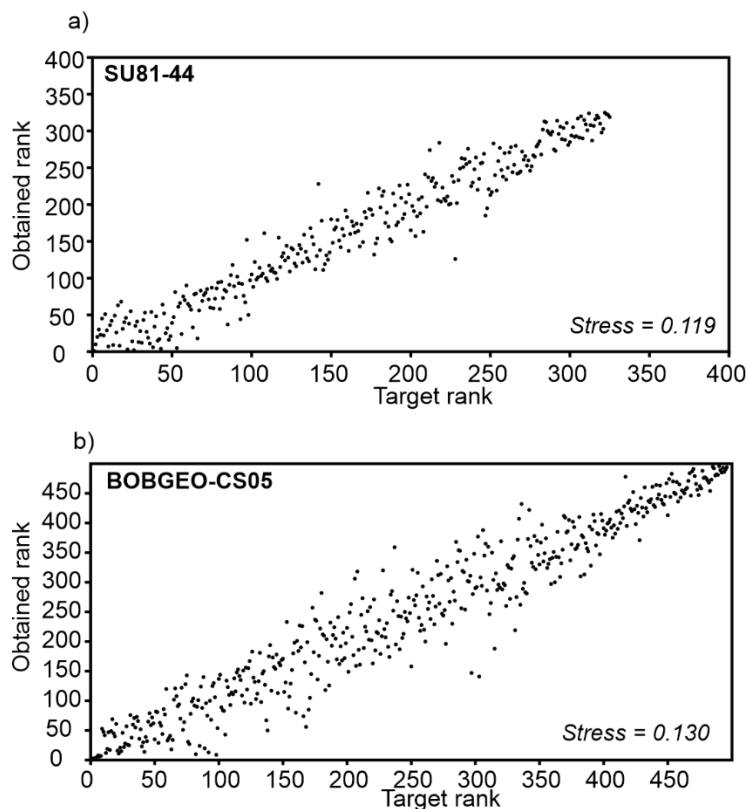 a)
SU81-44
400
350
300
250
200
150
100
50
0
Obtained rank
Stress = 0.119
0 50 100 150 200 250 300 350 400
Target rank
b)
BOBGEO-CS05
450
400
350
300
250
200
150
100
50
0
Obtained rank
Stress = 0.130
0 50 100 150 200 250 300 350 400 450
Target rank